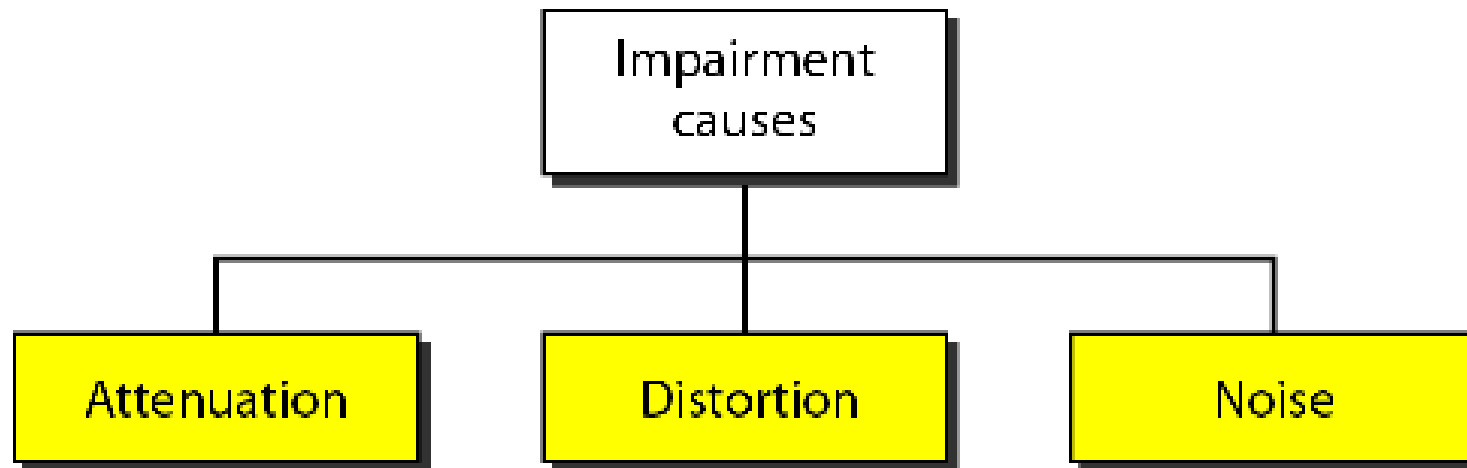 Impairment
causes
Attenuation
Distortion
Noise